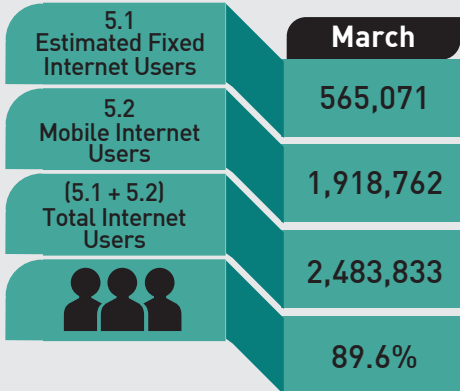 March
5.1
Estimated Fixed
Internet Users
565,071
5.2
Mobile Internet
Users
1,918,762
(5.1 + 5.2)
Total Internet
Users
2,483,833
89.6%